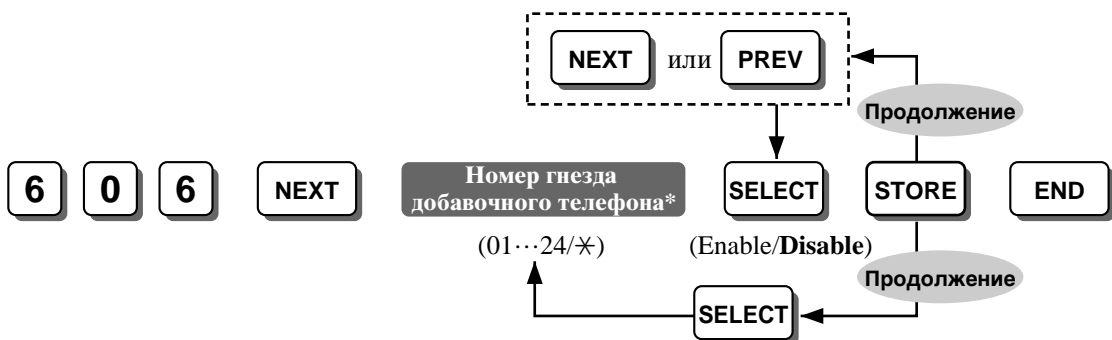 NEXT или PREV
Продолжение
6 0 6 NEXT Номер гнезда добавочного телефона* SELECT STORE END
(01···24/✳) (Enable/Disable)
Продолжение
SELECT